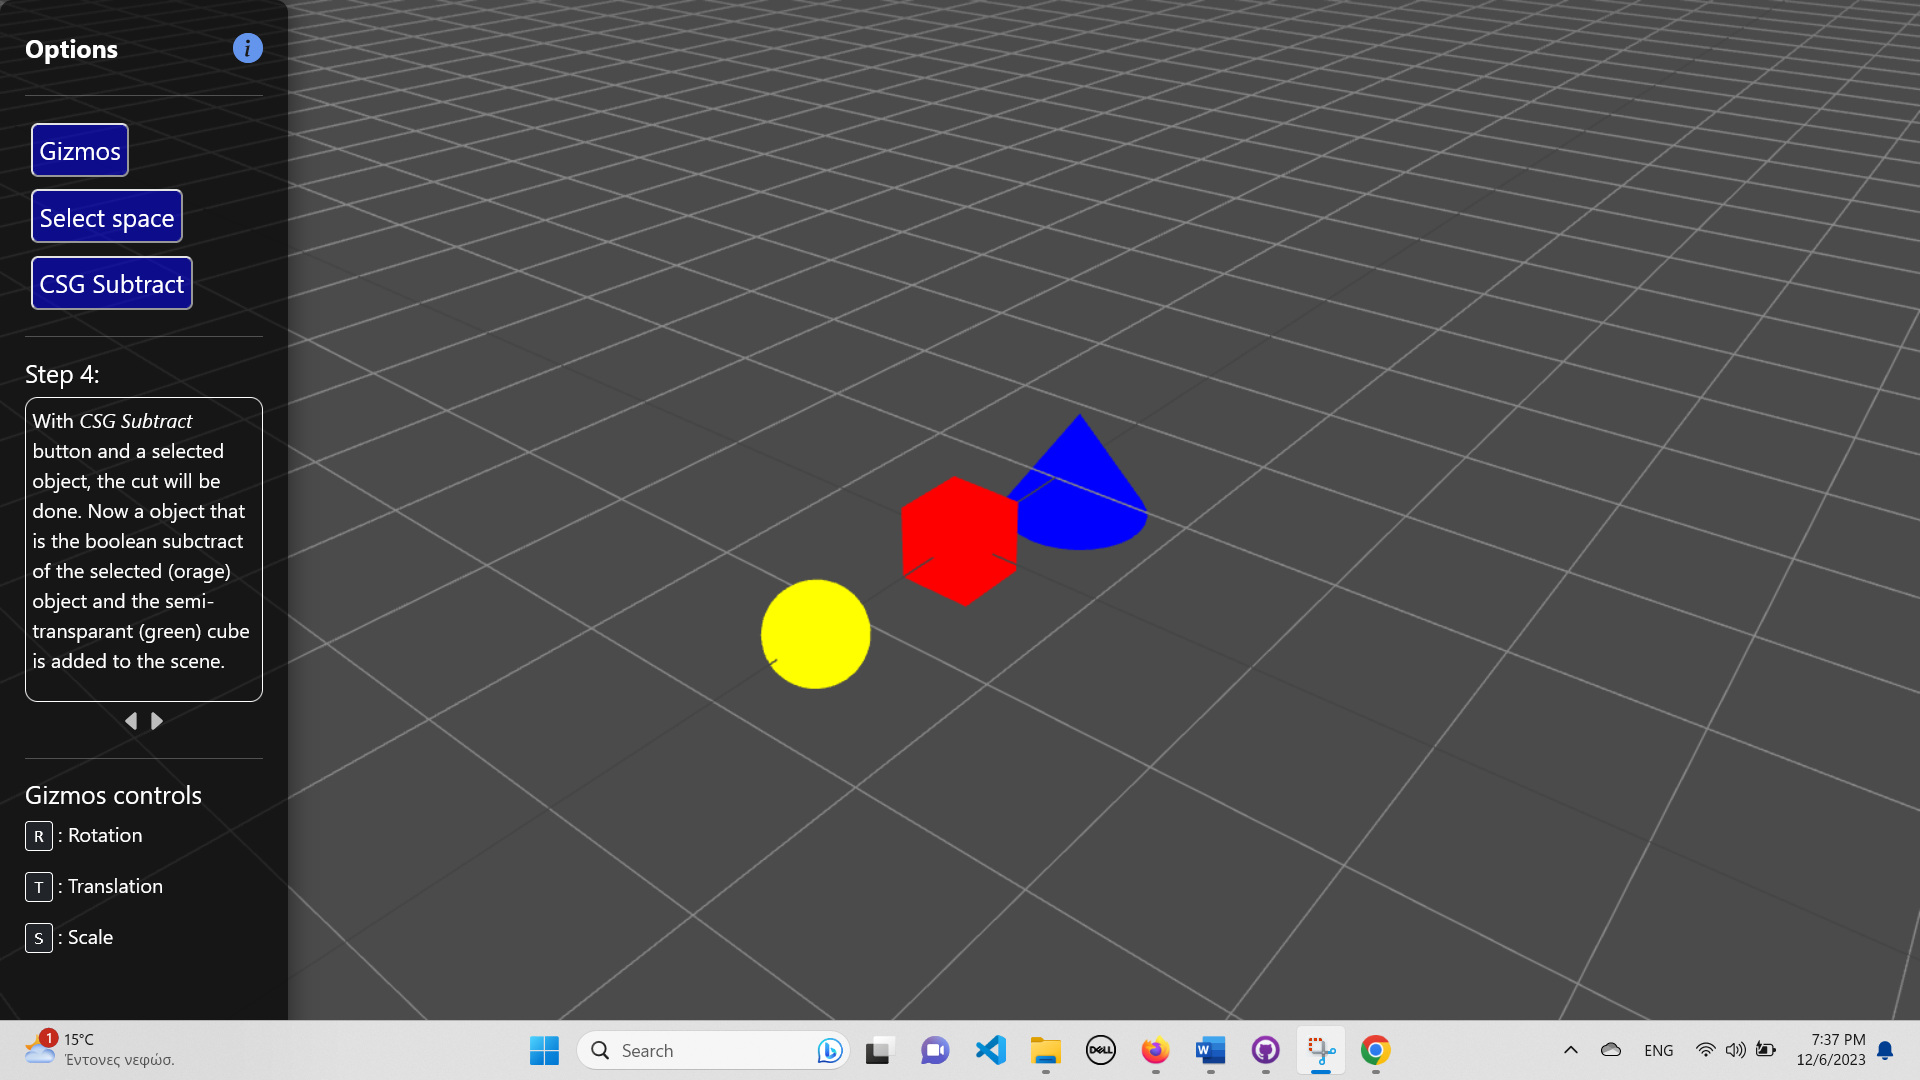 Options
i
Gizmos
Select space
CSG Subtract
Step 4:
With CSG Subtract
button and a selected
object, the cut will be
done. Now a object that
is the boolean subctract
of the selected (orage)
object and the semi-
transparant (green) cube
is added to the scene.
Gizmos controls
R : Rotation
T : Translation
S : Scale
1
15°C
Έντονες νεφώσ.
Search
b
DELL
W
ENG
7:37 PM
12/6/2023